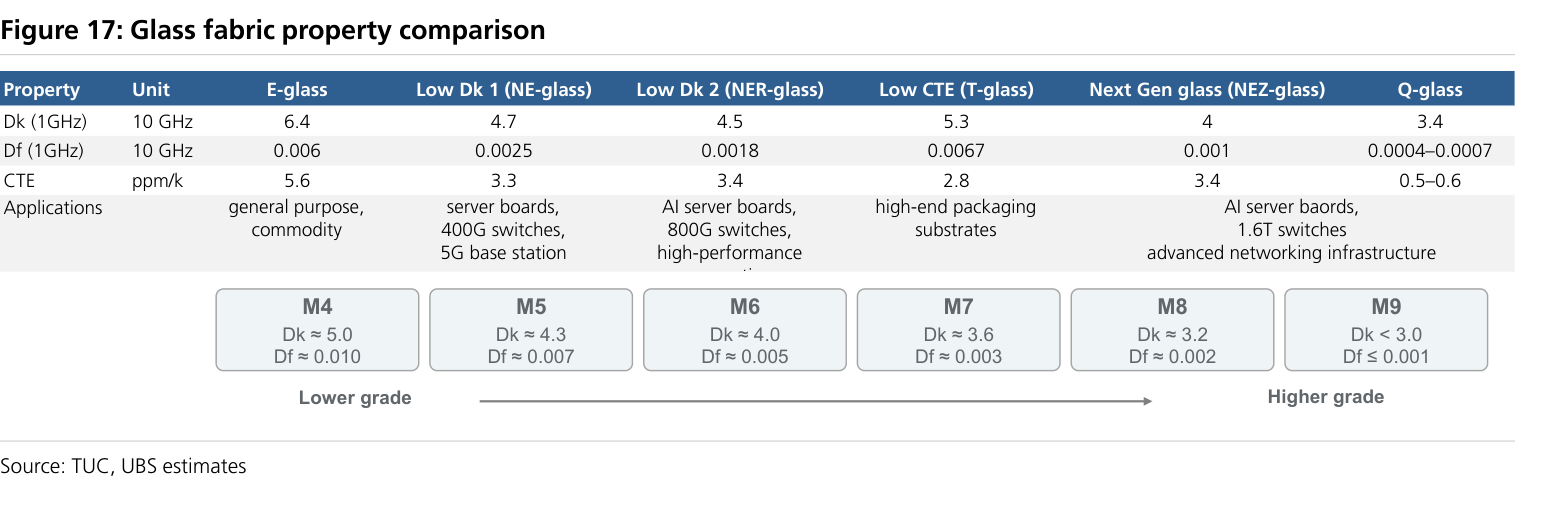 Figure 17: Glass fabric property comparison
Property Unit E-glass Low Dk 1 (NE-glass) Low Dk 2 (NER-glass) Low CTE (T-glass) Next Gen glass (NEZ-glass) Q-glass
Dk (1GHz) 10 GHz 6.4 4.7 4.5 5.3 4 3.4
Df (1GHz) 10 GHz 0.006 0.0025 0.0018 0.0067 0.001 0.0004–0.0007
CTE ppm/k 5.6 3.3 3.4 2.8 3.4 0.5–0.6
Applications general purpose, server boards, AI server boards, high-end packaging AI server baords,
commodity 400G switches, 800G switches, substrates 1.6T switches
5G base station high-performance advanced networking infrastructure
M4 M5 M6 M7 M8 M9
Dk ≈ 5.0 Dk ≈ 4.3 Dk ≈ 4.0 Dk ≈ 3.6 Dk ≈ 3.2 Dk < 3.0
Df ≈ 0.010 Df ≈ 0.007 Df ≈ 0.005 Df ≈ 0.003 Df ≈ 0.002 Df ≤ 0.001
Lower grade Higher grade
Source: TUC, UBS estimates